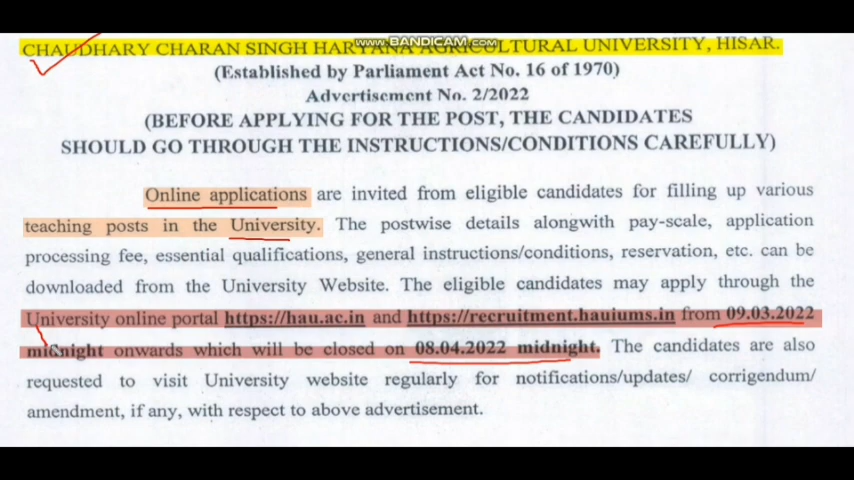 www.BANDICAM.com
CHAUDHARY CHARAN SINGH HARYANA AGRICULTURAL UNIVERSITY, HISAR.
(Established by Parliament Act No. 16 of 1970)
Advertisement No. 2/2022
(BEFORE APPLYING FOR THE POST, THE CANDIDATES
SHOULD GO THROUGH THE INSTRUCTIONS/CONDITIONS CAREFULLY)
Online applications are invited from eligible candidates for filling up various
teaching posts in the University. The postwise details alongwith pay-scale, application
processing fee, essential qualifications, general instructions/conditions, reservation, etc. can be
downloaded from the University Website. The eligible candidates may apply through the
University online portal https://hau.ac.in and https://recruitment.hauiums.in from 09.03.2022
midnight onwards which will be closed on 08.04.2022 midnight. The candidates are also
requested to visit University website regularly for notifications/updates/ corrigendum/
amendment, if any, with respect to above advertisement.